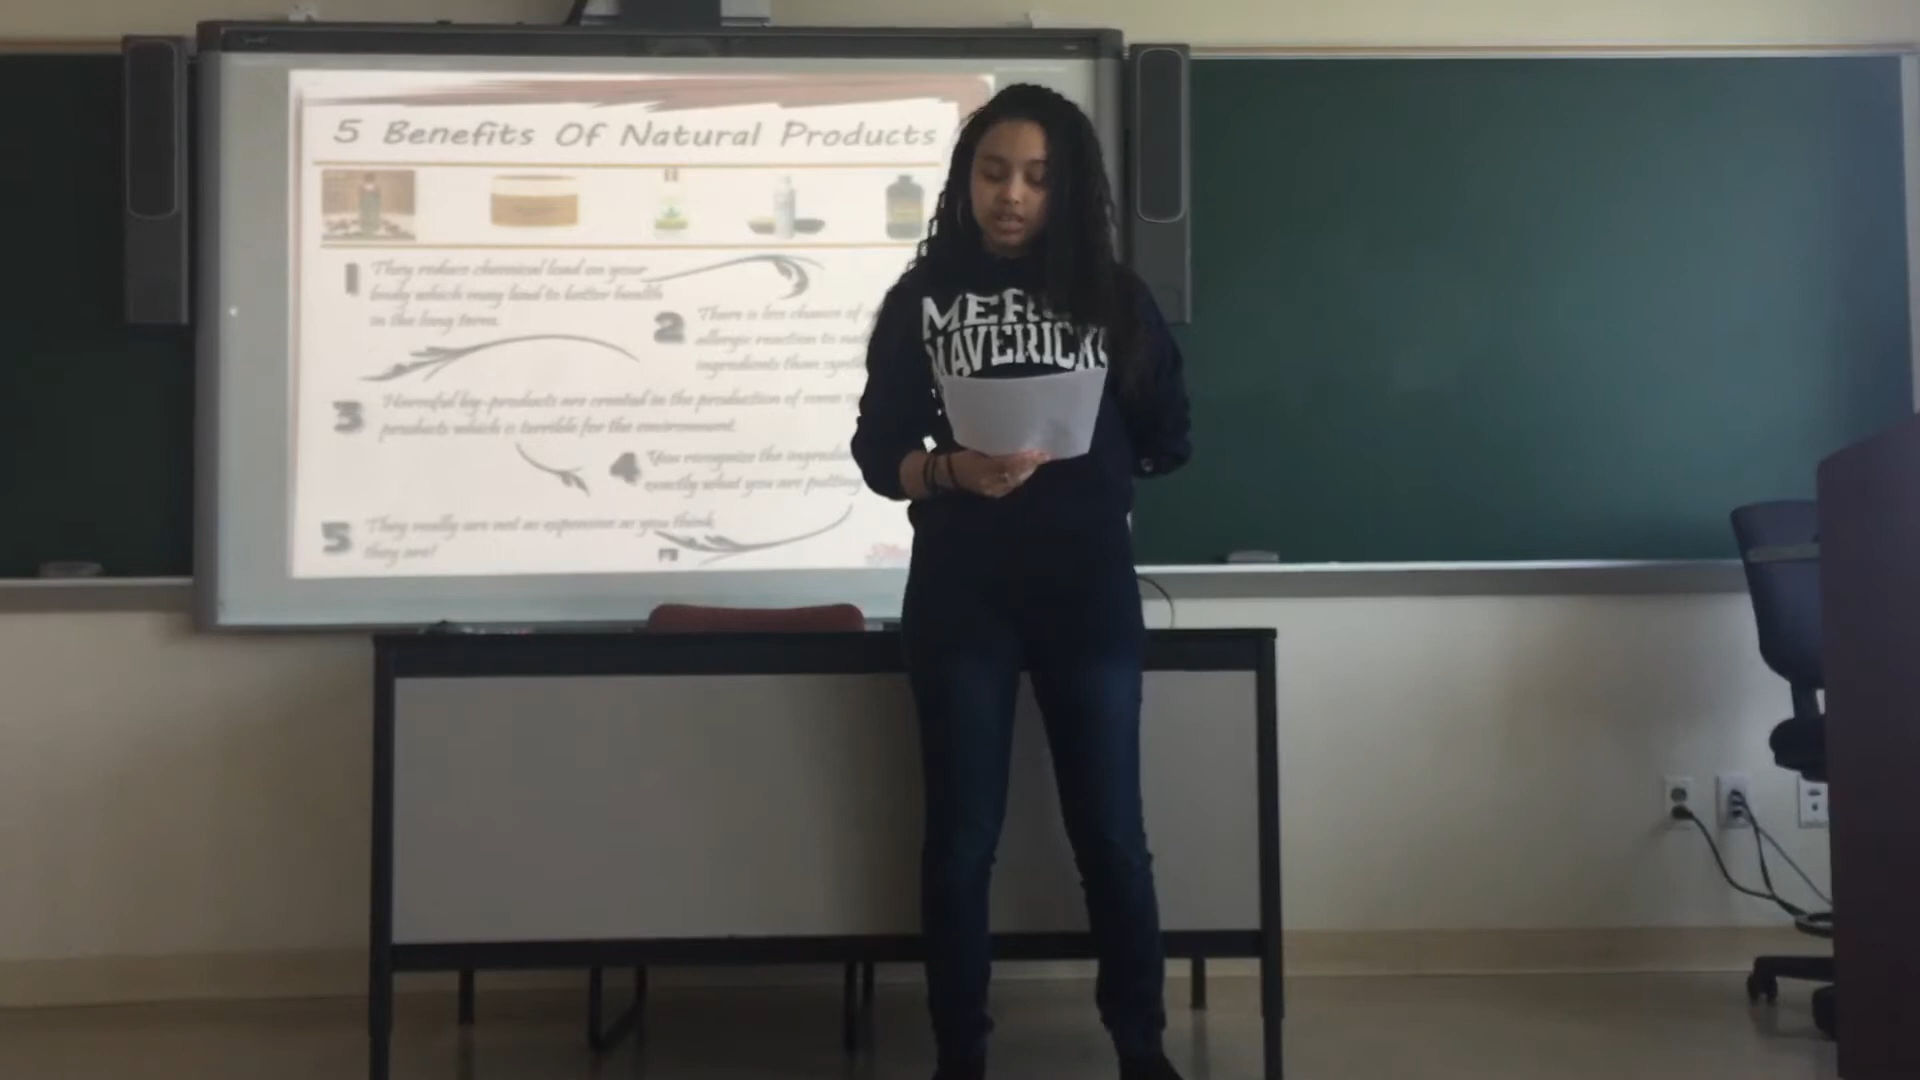 5 Benefits Of Natural Products
1 They reduce chemical load on your
body which may lead to better health
in the long term.
2 There is less chance of
allergic reaction to
ingredients than
3 Harmful by-products are created in the production of some
products which is terrible for the environment.
4 You recognize the
exactly what you are putting
5 They really are not as expensive as you think
they are!
MAVERICKS